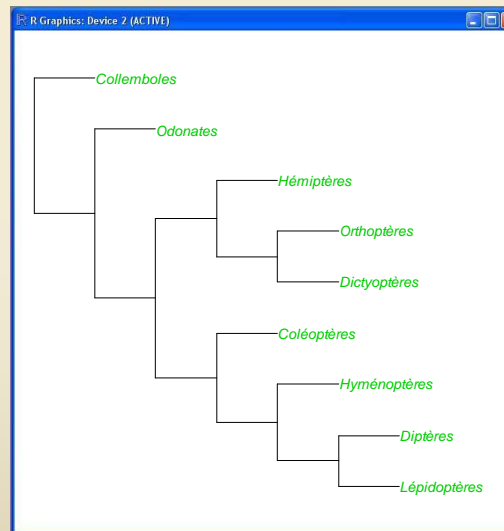 R Graphics: Device 2 (ACTIVE)
Collemboles
Odonates
Hémiptères
Orthoptères
Dictyoptères
Coléoptères
Hyménoptères
Diptères
Lépidoptères